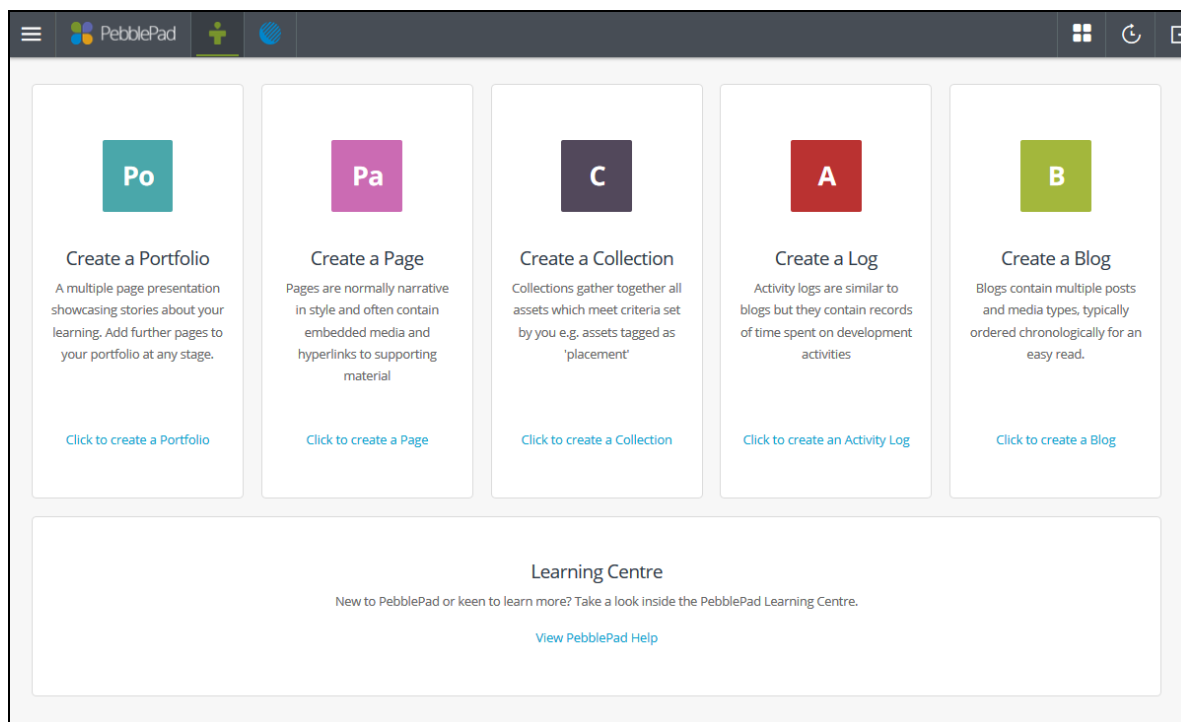 PebblePad
Po
Create a Portfolio
A multiple page presentation
showcasing stories about your
learning. Add further pages to
your portfolio at any stage.
Click to create a Portfolio
Pa
Create a Page
Pages are normally narrative
in style and often contain
embedded media and
hyperlinks to supporting
material
Click to create a Page
C
Create a Collection
Collections gather together all
assets which meet criteria set
by you e.g. assets tagged as
'placement'
Click to create a Collection
A
Create a Log
Activity logs are similar to
blogs but they contain records
of time spent on development
activities
Click to create an Activity Log
B
Create a Blog
Blogs contain multiple posts
and media types, typically
ordered chronologically for an
easy read.
Click to create a Blog
Learning Centre
New to PebblePad or keen to learn more? Take a look inside the PebblePad Learning Centre.
View PebblePad Help